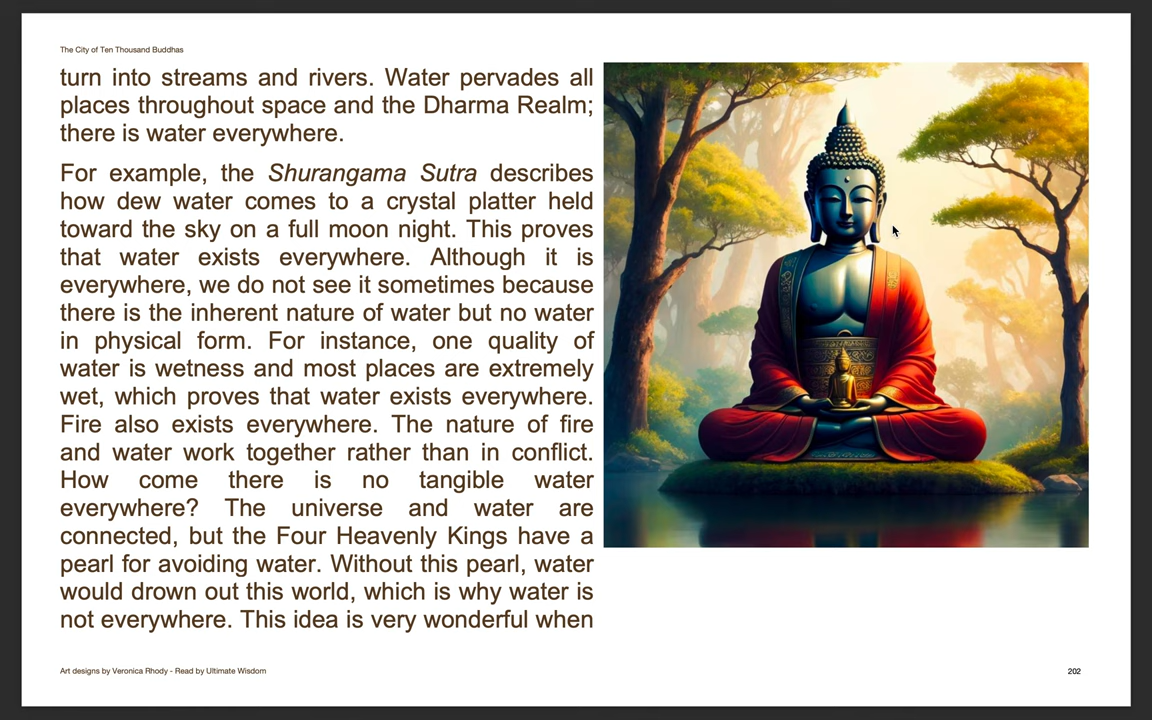 The City of Ten Thousand Buddhas
turn into streams and rivers. Water pervades all
places throughout space and the Dharma Realm;
there is water everywhere.
For example, the Shurangama Sutra describes
how dew water comes to a crystal platter held
toward the sky on a full moon night. This proves
that water exists everywhere. Although it is
everywhere, we do not see it sometimes because
there is the inherent nature of water but no water
in physical form. For instance, one quality of
water is wetness and most places are extremely
wet, which proves that water exists everywhere.
Fire also exists everywhere. The nature of fire
and water work together rather than in conflict.
How come there is no tangible water
everywhere? The universe and water are
connected, but the Four Heavenly Kings have a
pearl for avoiding water. Without this pearl, water
would drown out this world, which is why water is
not everywhere. This idea is very wonderful when
Art designs by Veronica Rhody - Read by Ultimate Wisdom
202